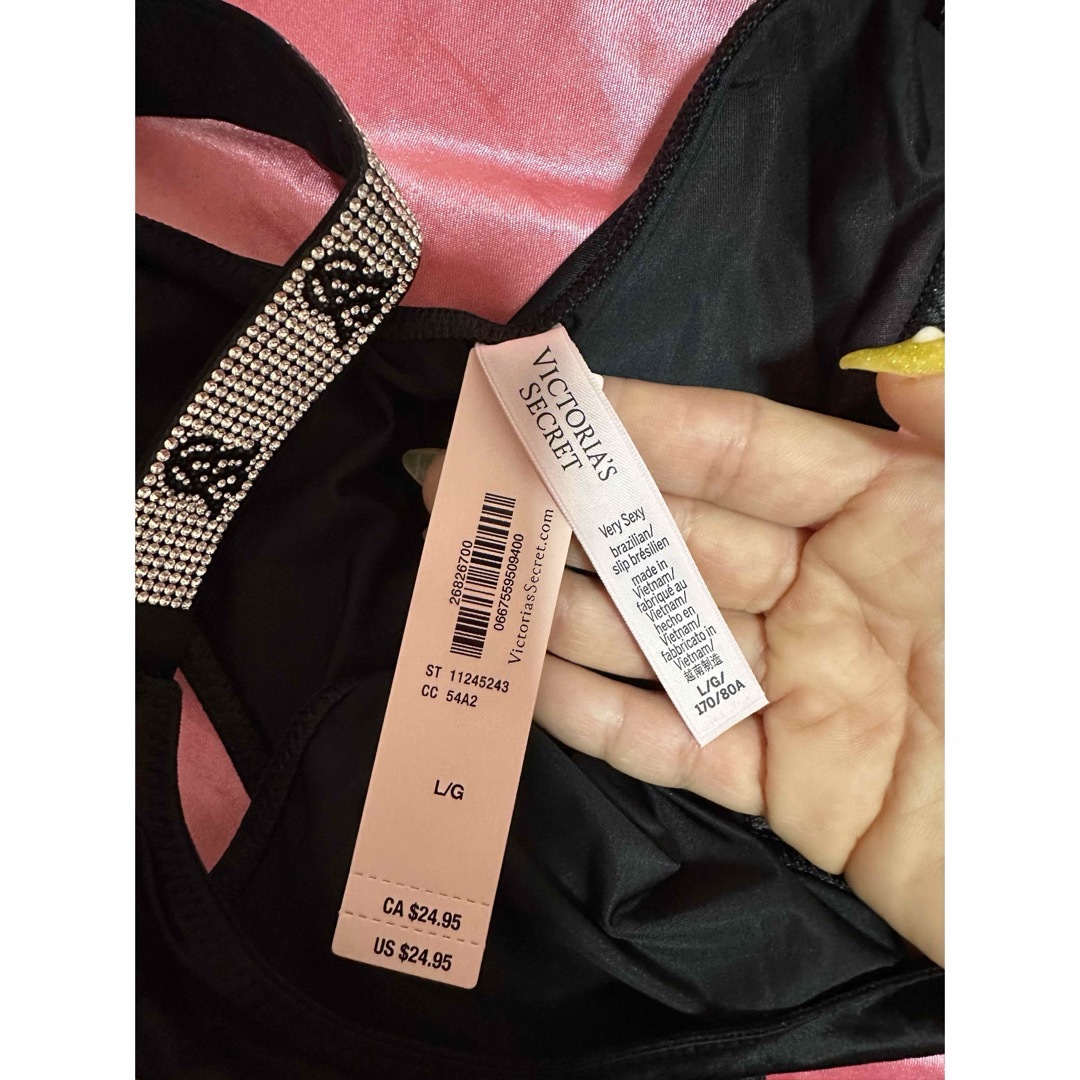 VICTORIA'S
SECRET
Very Sexy
brazilian/
slip brésilien
made in
Vietnam/
fabriqué au
Vietnam/
hecho en
Vietnam/
fabbricato in
Vietnam/
越南制造
L/G/
170/80A
26826700
0667559509400
VictoriasSecret.com
ST 11245243
CC 54A2
L/G
CA $24.95
US $24.95